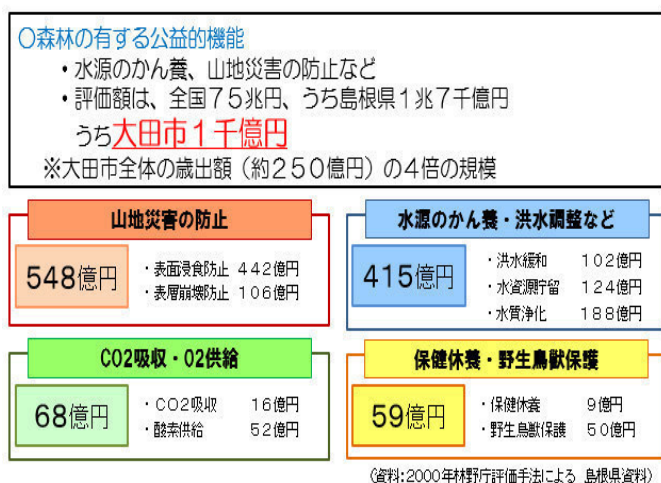 ○森林の有する公益的機能
・水源のかん養、山地災害の防止など
・評価額は、全国75兆円、うち島根県1兆7千億円
うち大田市1千億円
※大田市全体の歳出額（約250億円）の4倍の規模
山地災害の防止
548億円
・表面浸食防止 442億円
・表層崩壊防止 106億円
水源のかん養・洪水調整など
415億円
・洪水緩和 102億円
・水資源貯留 124億円
・水質浄化 188億円
CO2吸収・O2供給
68億円
・CO2吸収 16億円
・酸素供給 52億円
保健休養・野生鳥獣保護
59億円
・保健休養 9億円
・野生鳥獣保護 50億円
（資料：2000年林野庁評価手法による 島根県資料）